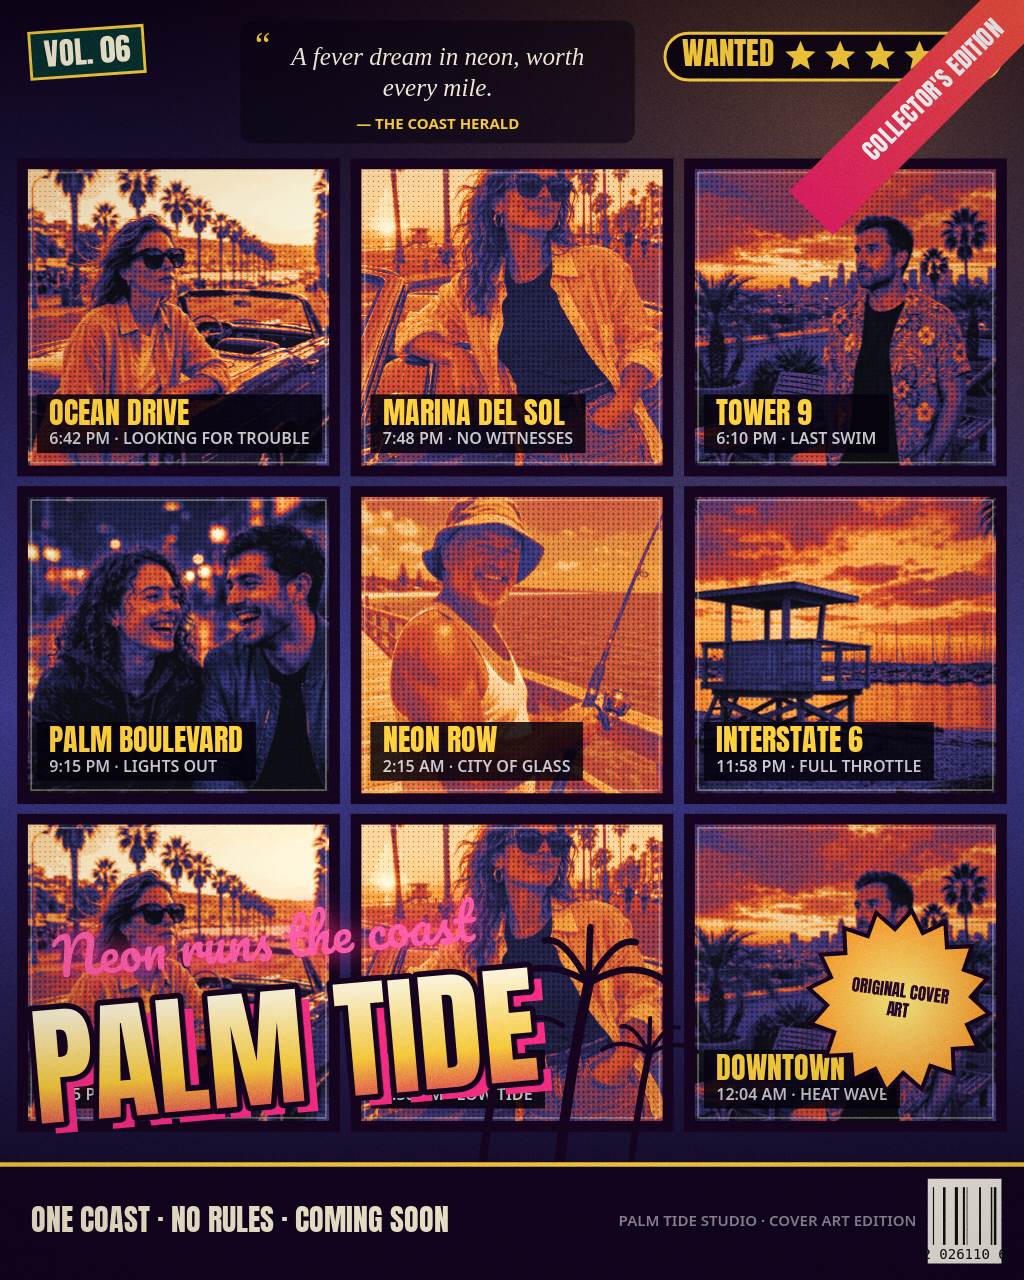 VOL. 06
“
A fever dream in neon, worth
every mile.
— THE COAST HERALD
WANTED ★ ★ ★ ★
COLLECTOR'S EDITION
OCEAN DRIVE
6:42 PM · LOOKING FOR TROUBLE
MARINA DEL SOL
7:48 PM · NO WITNESSES
TOWER 9
6:10 PM · LAST SWIM
PALM BOULEVARD
9:15 PM · LIGHTS OUT
NEON ROW
2:15 AM · CITY OF GLASS
INTERSTATE 6
11:58 PM · FULL THROTTLE
Neon runs the coast
PALM TIDE
TIDE
ORIGINAL COVER
ART
DOWNTOWN
12:04 AM · HEAT WAVE
ONE COAST · NO RULES · COMING SOON
PALM TIDE STUDIO · COVER ART EDITION
026110